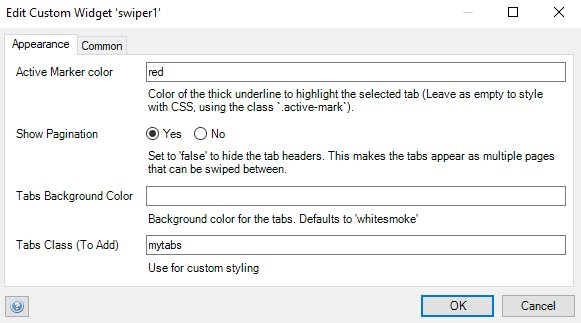 Edit Custom Widget 'swiper1'
Appearance Common
Active Marker color red
Color of the thick underline to highlight the selected tab (Leave as empty to style
with CSS, using the class `.active-mark`).
Show Pagination Yes No
Set to 'false' to hide the tab headers. This makes the tabs appear as multiple pages
that can be swiped between.
Tabs Background Color
Background color for the tabs. Defaults to 'whitesmoke'
Tabs Class (To Add) mytabs
Use for custom styling
? OK Cancel